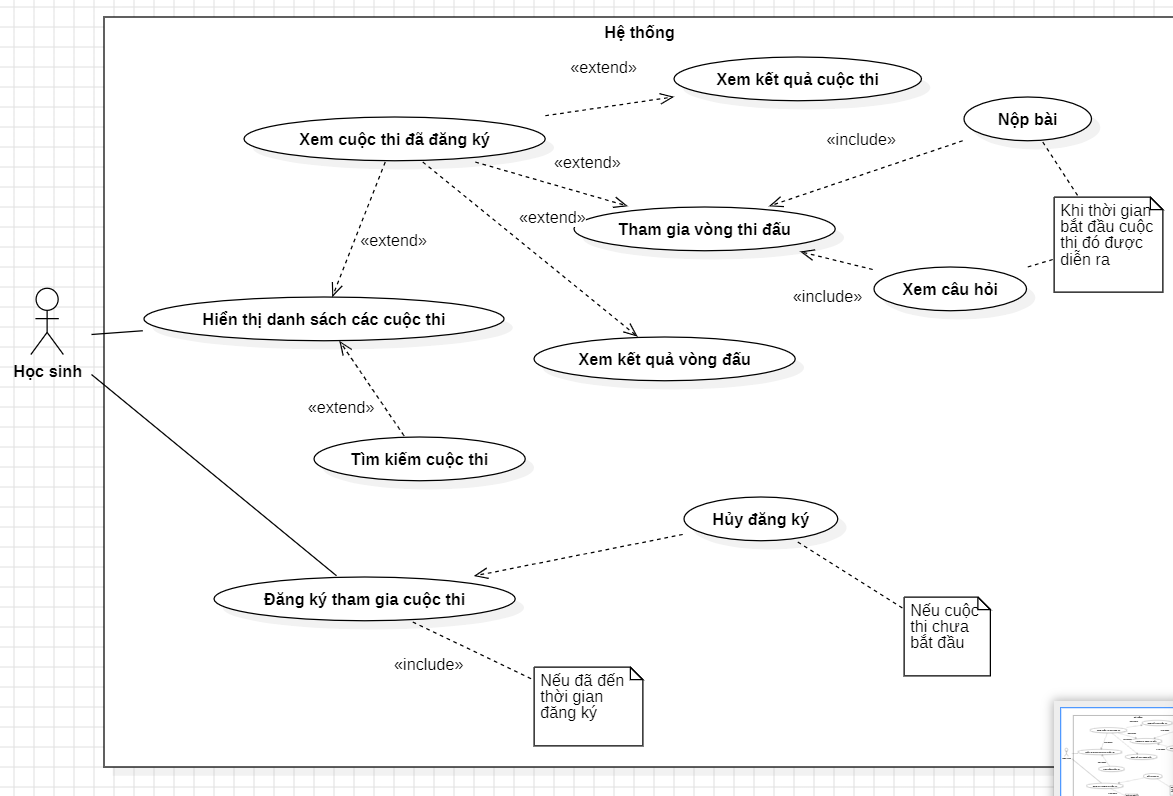 Hệ thống
«extend»
Xem kết quả cuộc thi
Nộp bài
Xem cuộc thi đã đăng ký
«include»
«extend»
Khi thời gian
bắt đầu cuộc
thi đó được
diễn ra
«extend»
Tham gia vòng thi đấu
«extend»
Xem câu hỏi
«include»
Hiển thị danh sách các cuộc thi
Xem kết quả vòng đấu
Học sinh
«extend»
Tìm kiếm cuộc thi
Hủy đăng ký
Đăng ký tham gia cuộc thi
Nếu cuộc
thi chưa
bắt đầu
«include»
Nếu đã đến
thời gian
đăng ký